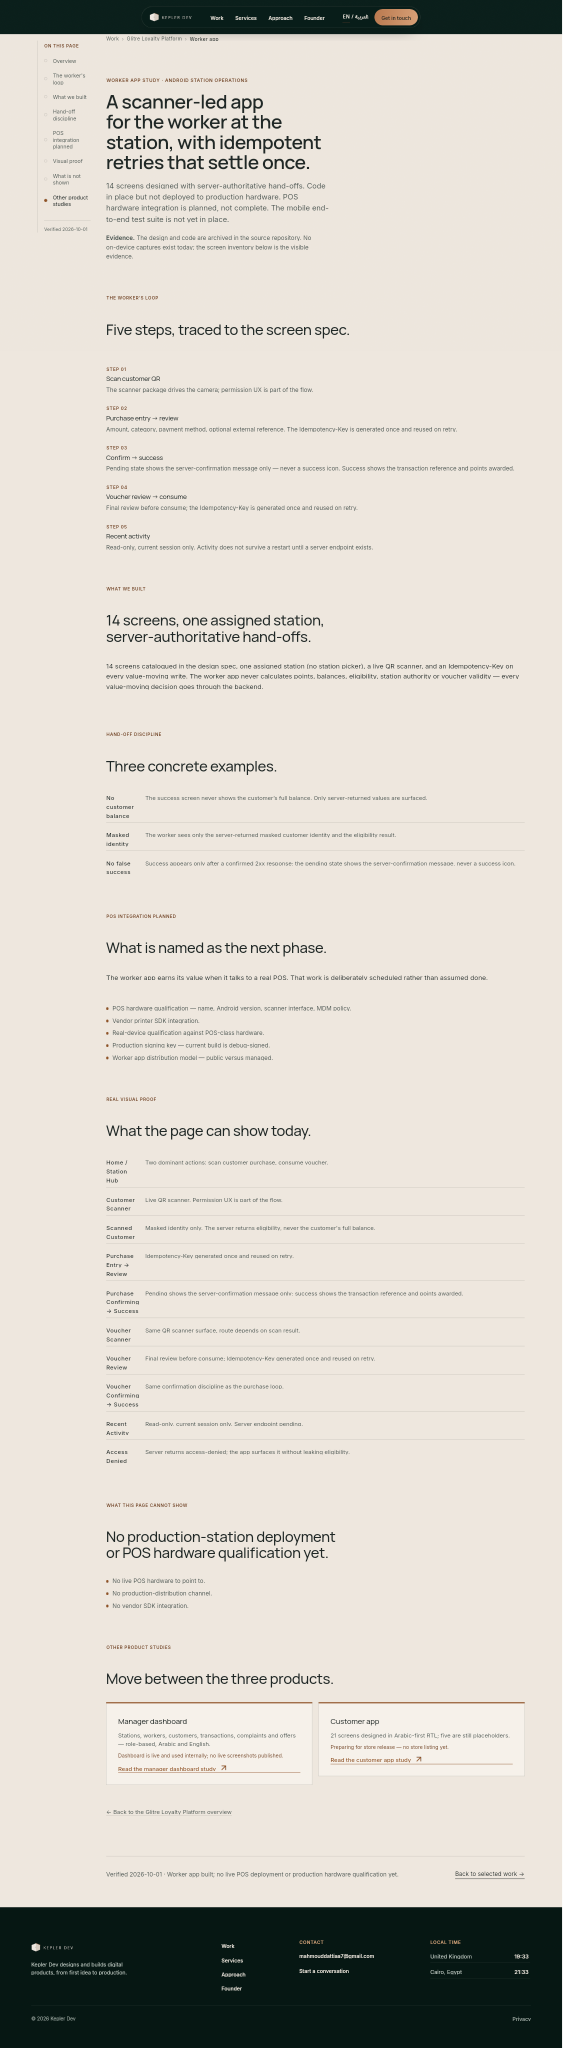 KEPLER DEV
Work
Services
Approach
Founder
EN / العربية
Get in touch
ON THIS PAGE
Overview
The worker's
loop
What we built
Hand-off
discipline
POS
integration
planned
Visual proof
What is not
shown
Other product
studies
Verified 2026-10-01
Work › Glitre Loyalty Platform › Worker app
WORKER APP STUDY · ANDROID STATION OPERATIONS
A scanner-led app
for the worker at the
station, with idempotent
retries that settle once.
14 screens designed with server-authoritative hand-offs. Code
in place but not deployed to production hardware. POS
hardware integration is planned, not complete. The mobile end-
to-end test suite is not yet in place.
Evidence. The design and code are archived in the source repository. No
on-device captures exist today; the screen inventory below is the visible
evidence.
THE WORKER'S LOOP
Five steps, traced to the screen spec.
STEP 01
Scan customer QR
The scanner package drives the camera; permission UX is part of the flow.
STEP 02
Purchase entry → review
Amount, category, payment method, optional external reference. The Idempotency-Key is generated once and reused on retry.
STEP 03
Confirm → success
Pending state shows the server-confirmation message only — never a success icon. Success shows the transaction reference and points awarded.
STEP 04
Voucher review → consume
Final review before consume; the Idempotency-Key is generated once and reused on retry.
STEP 05
Recent activity
Read-only, current session only. Activity does not survive a restart until a server endpoint exists.
WHAT WE BUILT
14 screens, one assigned station,
server-authoritative hand-offs.
14 screens catalogued in the design spec, one assigned station (no station picker), a live QR scanner, and an Idempotency-Key on
every value-moving write. The worker app never calculates points, balances, eligibility, station authority or voucher validity — every
value-moving decision goes through the backend.
HAND-OFF DISCIPLINE
Three concrete examples.
No
customer
balance
The success screen never shows the customer's full balance. Only server-returned values are surfaced.
Masked
identity
The worker sees only the server-returned masked customer identity and the eligibility result.
No false
success
Success appears only after a confirmed 2xx response; the pending state shows the server-confirmation message, never a success icon.
POS INTEGRATION PLANNED
What is named as the next phase.
The worker app earns its value when it talks to a real POS. That work is deliberately scheduled rather than assumed done.
POS hardware qualification — name, Android version, scanner interface, MDM policy.
Vendor printer SDK integration.
Real-device qualification against POS-class hardware.
Production signing key — current build is debug-signed.
Worker app distribution model — public versus managed.
REAL VISUAL PROOF
What the page can show today.
Home /
Station
Hub
Two dominant actions: scan customer purchase, consume voucher.
Customer
Scanner
Live QR scanner. Permission UX is part of the flow.
Scanned
Customer
Masked identity only. The server returns eligibility, never the customer's full balance.
Purchase
Entry →
Review
Idempotency-Key generated once and reused on retry.
Purchase
Confirming
→ Success
Pending shows the server-confirmation message only; success shows the transaction reference and points awarded.
Voucher
Scanner
Same QR scanner surface, route depends on scan result.
Voucher
Review
Final review before consume; Idempotency-Key generated once and reused on retry.
Voucher
Confirming
→ Success
Same confirmation discipline as the purchase loop.
Recent
Activity
Read-only, current session only. Server endpoint pending.
Access
Denied
Server returns access-denied; the app surfaces it without leaking eligibility.
WHAT THIS PAGE CANNOT SHOW
No production-station deployment
or POS hardware qualification yet.
No live POS hardware to point to.
No production-distribution channel.
No vendor SDK integration.
OTHER PRODUCT STUDIES
Move between the three products.
Manager dashboard
Stations, workers, customers, transactions, complaints and offers
— role-based, Arabic and English.
Dashboard is live and used internally; no live screenshots published.
Read the manager dashboard study
Customer app
21 screens designed in Arabic-first RTL; five are still placeholders.
Preparing for store release — no store listing yet.
Read the customer app study
← Back to the Glitre Loyalty Platform overview
Verified 2026-10-01 · Worker app built; no live POS deployment or production hardware qualification yet.
Back to selected work →
KEPLER DEV
Kepler Dev designs and builds digital
products, from first idea to production.
Work
Services
Approach
Founder
CONTACT
mahmouddattiaa7@gmail.com
Start a conversation
LOCAL TIME
United Kingdom 19:33
Cairo, Egypt 21:33
© 2026 Kepler Dev
Privacy